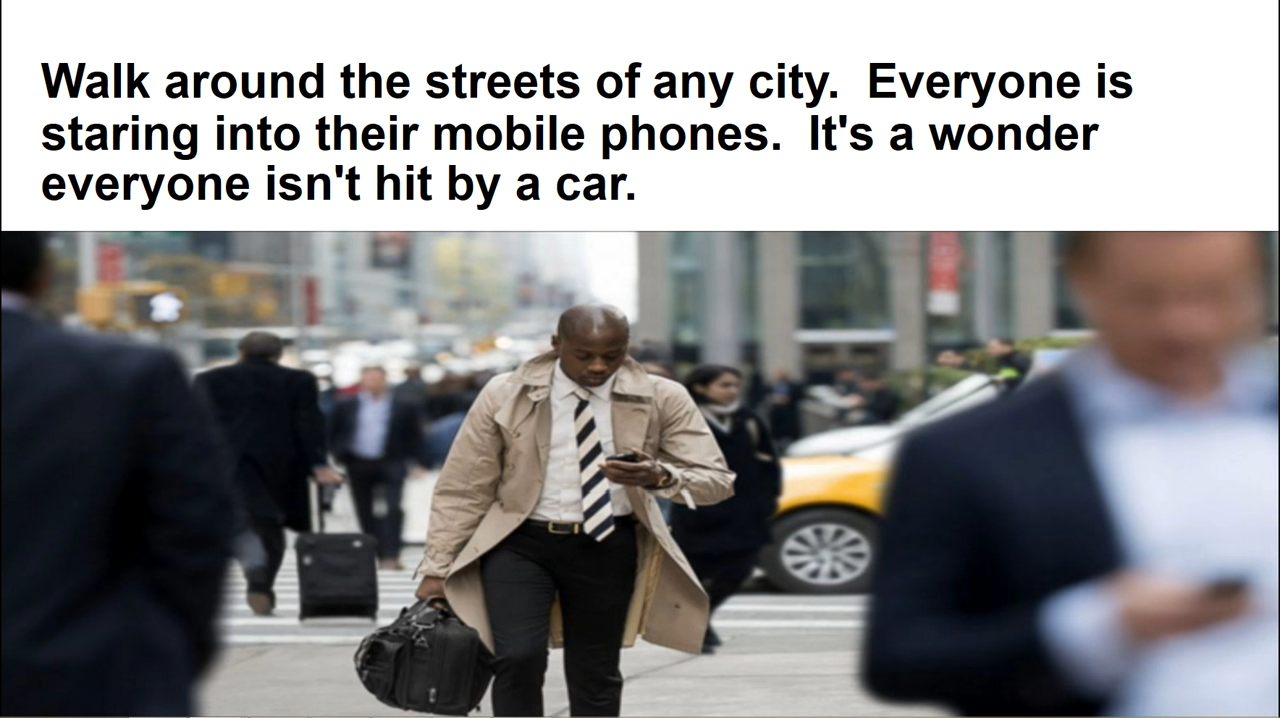 Walk around the streets of any city.  Everyone is
staring into their mobile phones.  It's a wonder
everyone isn't hit by a car.